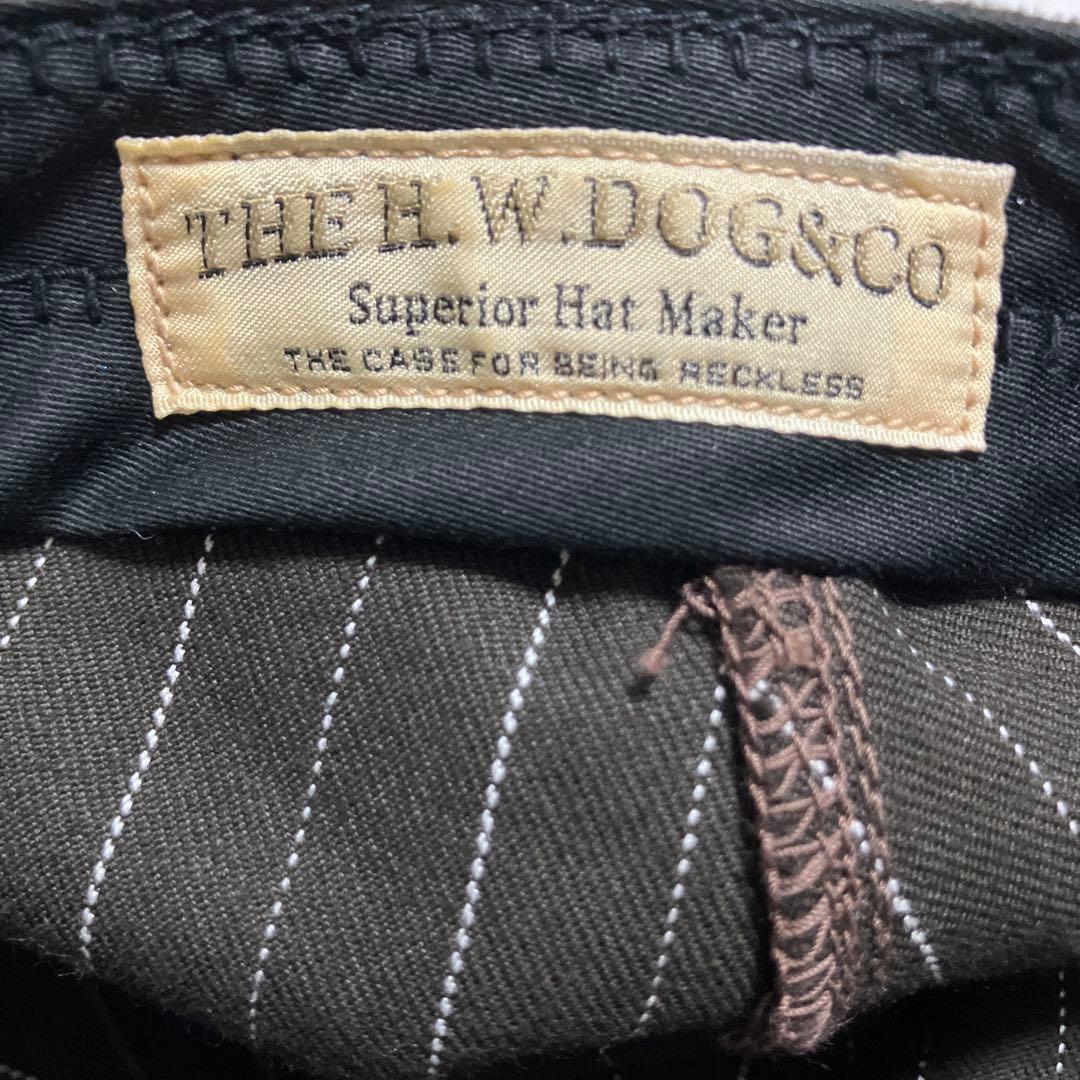 THE H.W.DOG&CO
Superior Hat Maker
THE CASE FOR BEING RECKLESS